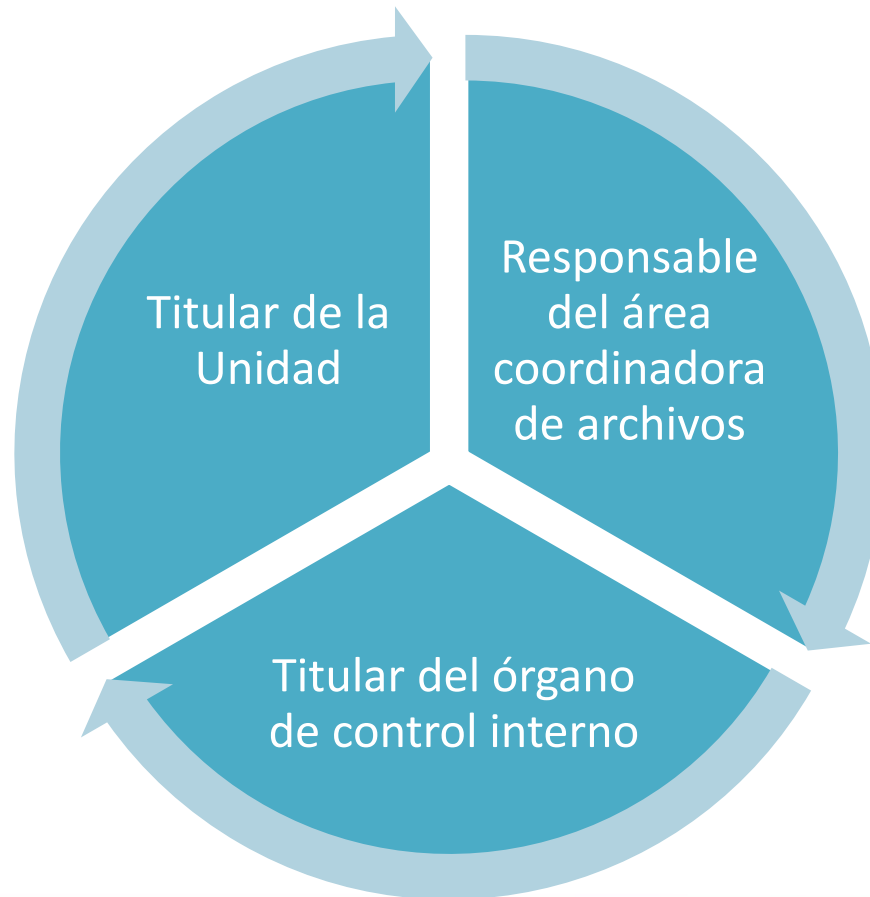 Responsable
del área
coordinadora
de archivos
Titular de la
Unidad
Titular del órgano
de control interno